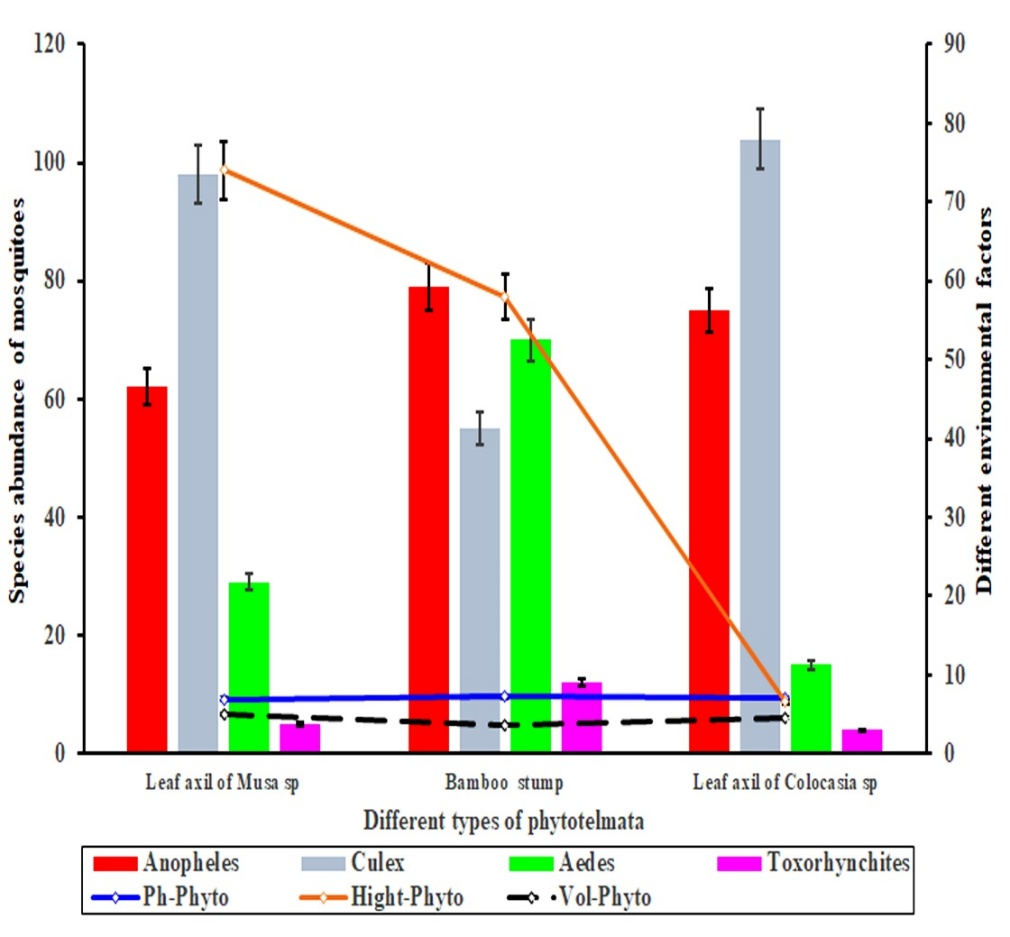 120
100
80
60
40
20
0
Species abundance of mosquitoes
90
80
70
60
50
40
30
20
10
0
Different environmental factors
Leaf axil of Musa sp Bamboo stump Leaf axil of Colocasia sp
Different types of phytotelmata
Anopheles Culex Aedes Toxorhynchites
Ph-Phyto Hight-Phyto Vol-Phyto